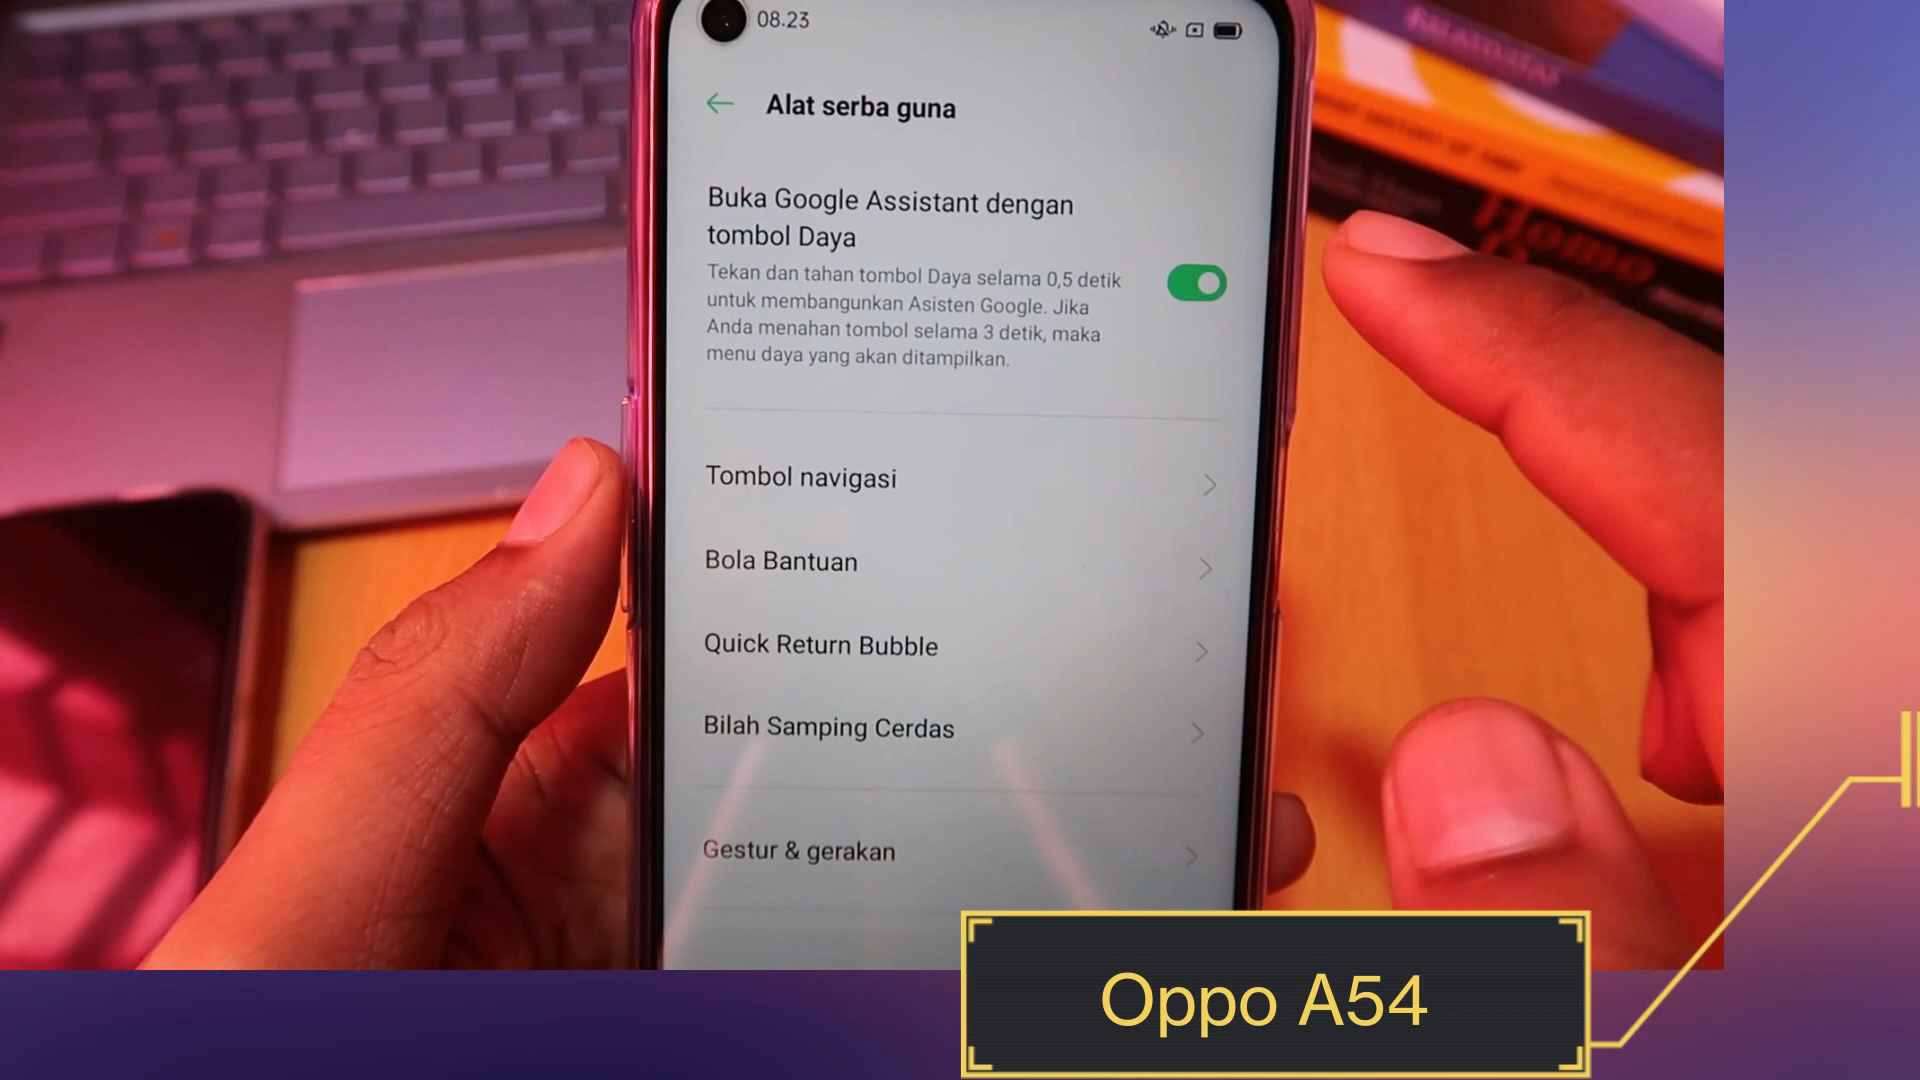 08.23
Alat serba guna
Buka Google Assistant dengan
tombol Daya
Tekan dan tahan tombol Daya selama 0,5 detik
untuk membangunkan Asisten Google. Jika
Anda menahan tombol selama 3 detik, maka
menu daya yang akan ditampilkan.
Tombol navigasi
Bola Bantuan
Quick Return Bubble
Bilah Samping Cerdas
Gestur & gerakan
Homo
Oppo A54